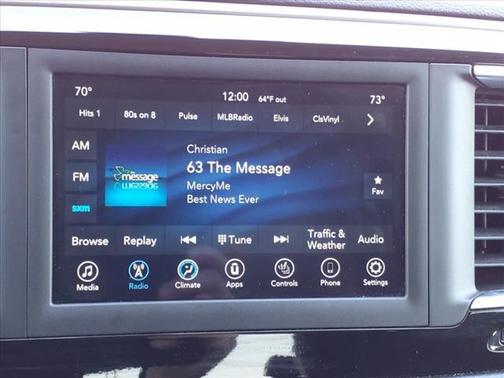 70° 12:00 64°F out 73°
Hits 1 80s on 8 Pulse MLBRadio Elvis ClsVinyl
AM
FM
sxm
the message
Christian
63 The Message
MercyMe
Best News Ever
Fav
Browse Replay Tune Traffic & Weather Audio
Media Radio Climate Apps Controls Phone Settings